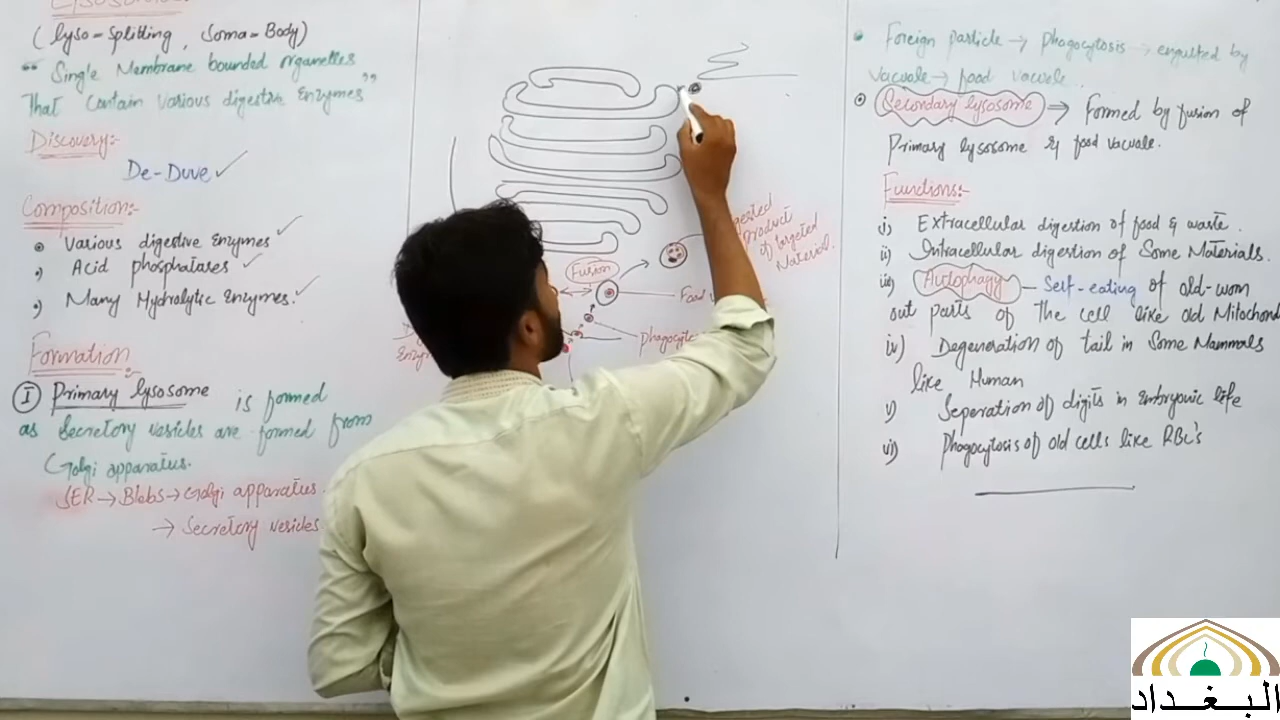 (lyso-splitting, Soma-Body)
"Single Membrane bounded organelles
That Contain Various digestive Enzymes"
Discovery:-
De-Duve ✓
Composition:-
Various digestive Enzymes ✓
Acid phosphatases ✓
Many Hydrolytic Enzymes. ✓
Formation:-
I Primary lysosome is formed
as Secretory vesicles are formed from
Golgi apparatus.
SER → Blebs → Golgi apparatus.
→ Secretory vesicles
Fusion
product
of targeted
Material.
Foreign particle → phagocytosis → engulfed by
vacuole → food vacuole.
Secondary lysosome → Formed by fusion of
Primary lysosome & food vacuole.
Functions:-
i) Extracellular digestion of food & waste.
ii) Intracellular digestion of Some Materials.
iii) Autophagy - Self-eating of old-worn
out parts of The cell like old Mitochond
iv) Degeneration of tail in Some Mammals
like Human
v) Seperation of digits in Embryonic life
vi) Phagocytosis of old cells like RBC's
البغداد